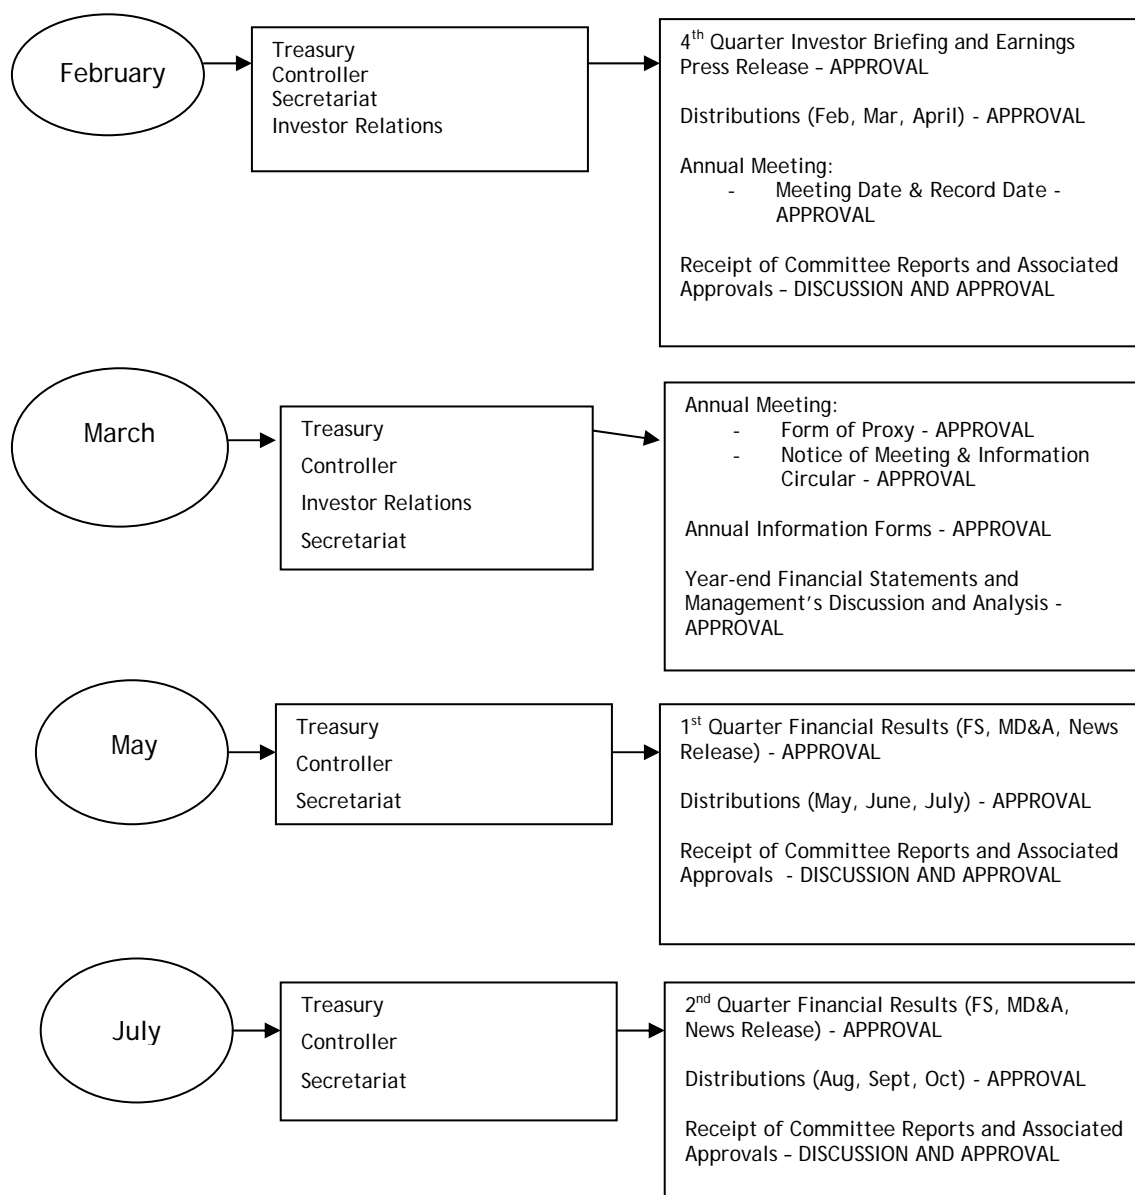 February
Treasury
Controller
Secretariat
Investor Relations
4th Quarter Investor Briefing and Earnings
Press Release – APPROVAL
Distributions (Feb, Mar, April) - APPROVAL
Annual Meeting:
- Meeting Date & Record Date -
APPROVAL
Receipt of Committee Reports and Associated
Approvals – DISCUSSION AND APPROVAL
March
Treasury
Controller
Investor Relations
Secretariat
Annual Meeting:
- Form of Proxy - APPROVAL
- Notice of Meeting & Information
Circular - APPROVAL
Annual Information Forms - APPROVAL
Year-end Financial Statements and
Management’s Discussion and Analysis -
APPROVAL
May
Treasury
Controller
Secretariat
1st Quarter Financial Results (FS, MD&A, News
Release) - APPROVAL
Distributions (May, June, July) - APPROVAL
Receipt of Committee Reports and Associated
Approvals - DISCUSSION AND APPROVAL
July
Treasury
Controller
Secretariat
2nd Quarter Financial Results (FS, MD&A,
News Release) - APPROVAL
Distributions (Aug, Sept, Oct) - APPROVAL
Receipt of Committee Reports and Associated
Approvals – DISCUSSION AND APPROVAL